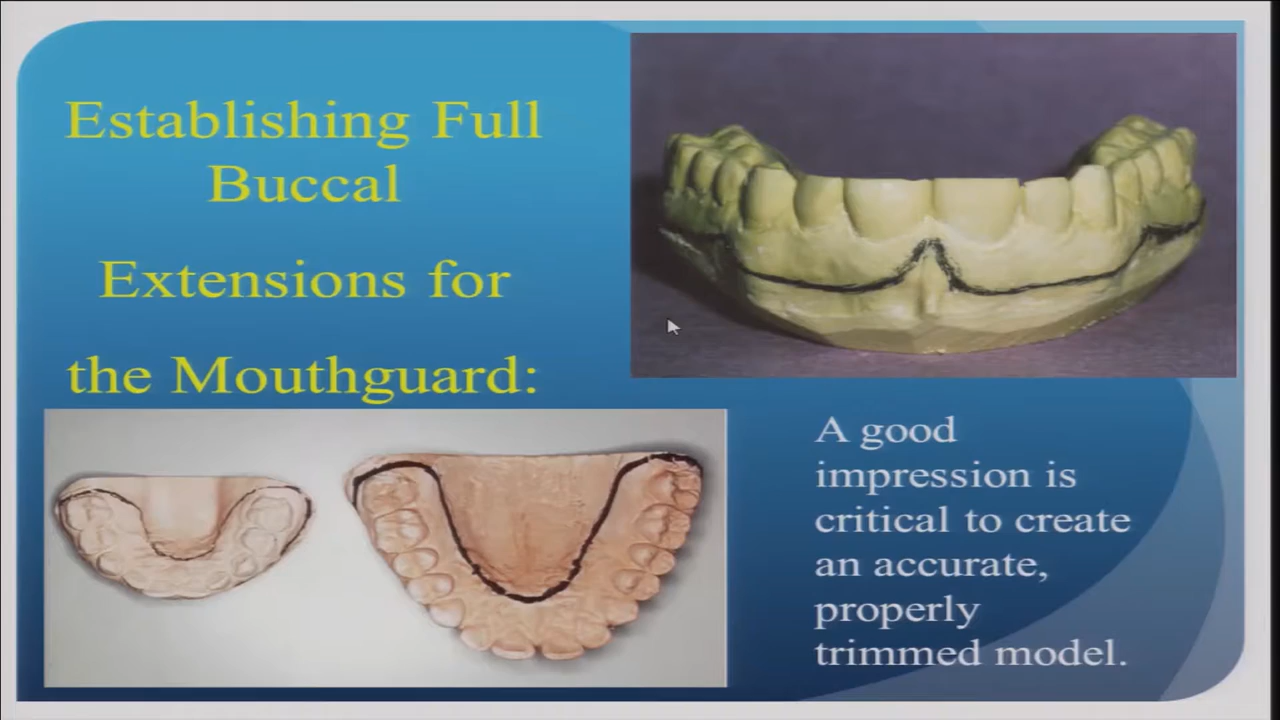 Establishing Full
Buccal
Extensions for
the Mouthguard:
A good
impression is
critical to create
an accurate,
properly
trimmed model.